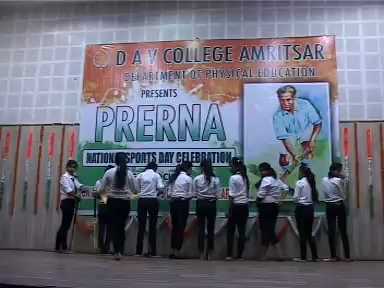 D A V COLLEGE AMRITSAR
DEPARTMENT OF PHYSICAL EDUCATION
PRESENTS
PRERNA
NATIONAL SPORTS DAY CELEBRATION